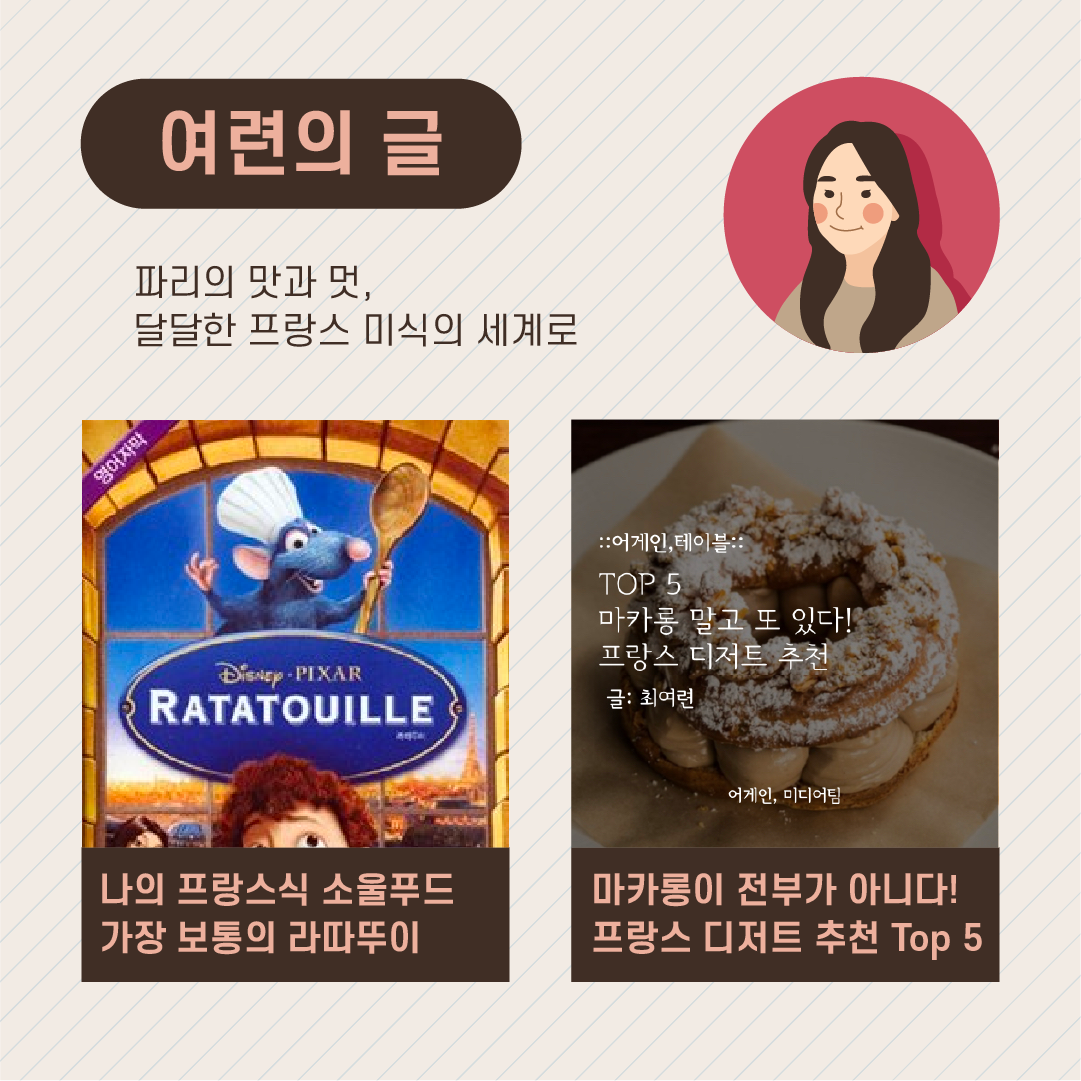 여련의 글
파리의 맛과 멋,
달달한 프랑스 미식의 세계로
영어자막
Disney · PIXAR
RATATOUILLE
라따뚜이
::어게인,테이블::
TOP 5
마카롱 말고 또 있다!
프랑스 디저트 추천
글: 최여련
어게인, 미디어팀
나의 프랑스식 소울푸드
가장 보통의 라따뚜이
마카롱이 전부가 아니다!
프랑스 디저트 추천 Top 5